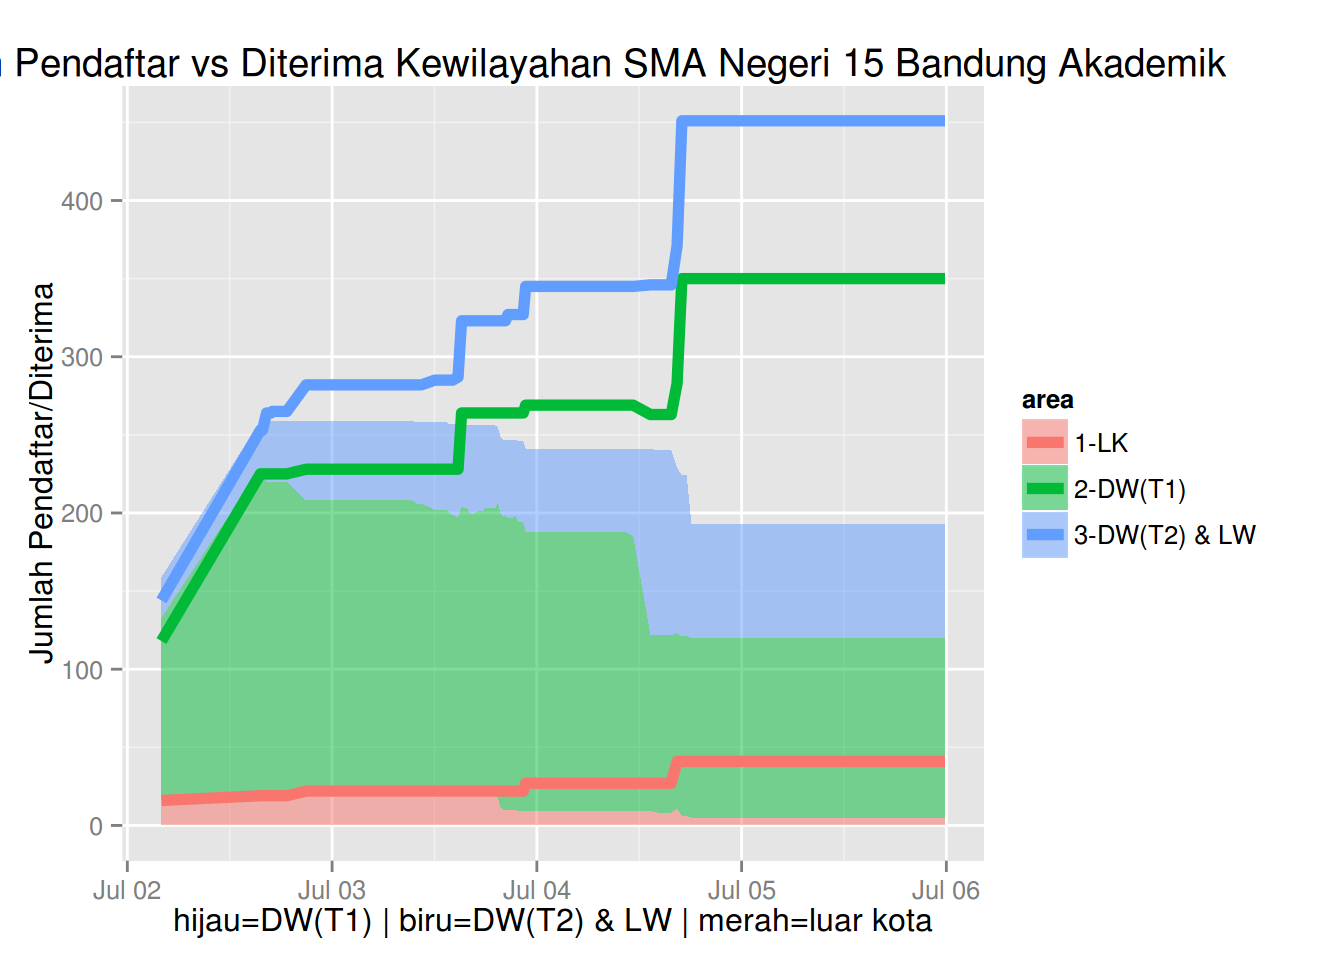 Pendaftar vs Diterima Kewilayahan SMA Negeri 15 Bandung Akademik
Jumlah Pendaftar/Diterima
400
300
200
100
0
Jul 02
Jul 03
Jul 04
Jul 05
Jul 06
hijau=DW(T1) | biru=DW(T2) & LW | merah=luar kota
area
1-LK
2-DW(T1)
3-DW(T2) & LW